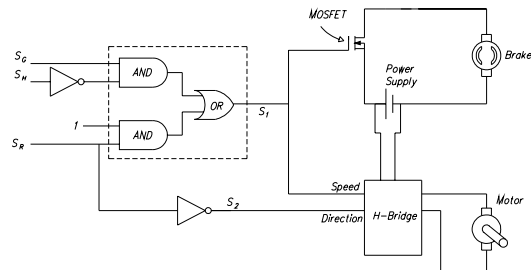 MOSFET
S_G
S_H
AND
OR
S_1
Power
Supply
Brake
1
AND
S_R
Speed
S_2
Direction
H-Bridge
Motor